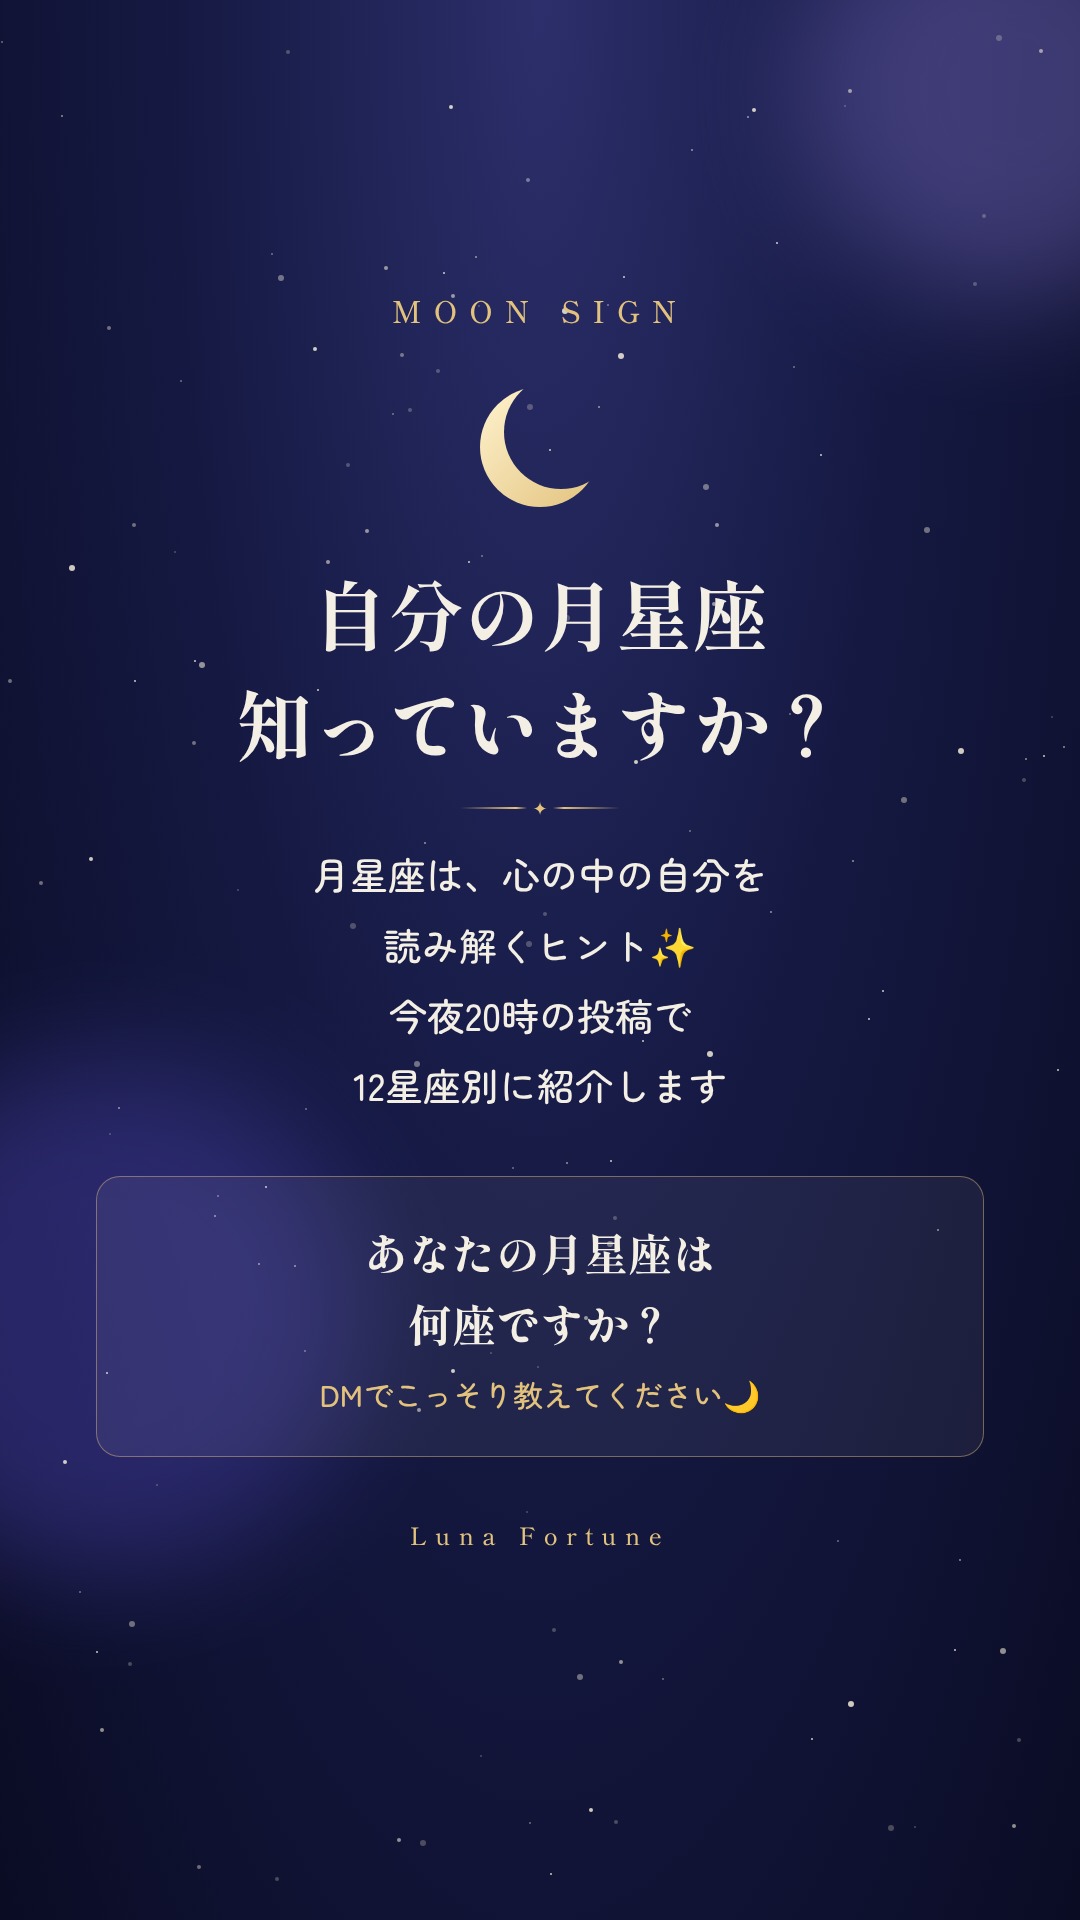 MOON SIGN
自分の月星座
知っていますか？
月星座は、心の中の自分を
読み解くヒント✨
今夜20時の投稿で
12星座別に紹介します
あなたの月星座は
何座ですか？
DMでこっそり教えてください🌙
Luna Fortune